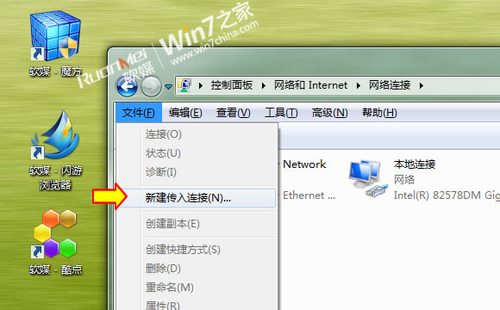 RuanMei 软媒 Win7之家
www.win7china.com
软媒 - 魔方
软媒 - 闪游
浏览器
软媒 - 酷点
控制面板 ▸ 网络和 Internet ▸ 网络连接 ▸
文件(F) 编辑(E) 查看(V) 工具(T) 高级(N) 帮助(H)
连接(O)
状态(U)
诊断(I)
新建传入连接(N)...
创建副本(E)
创建快捷方式(S)
删除(D)
重命名(M)
属性(R)
Network
Ethernet ...
本地连接
网络
Intel(R) 82578DM Gig